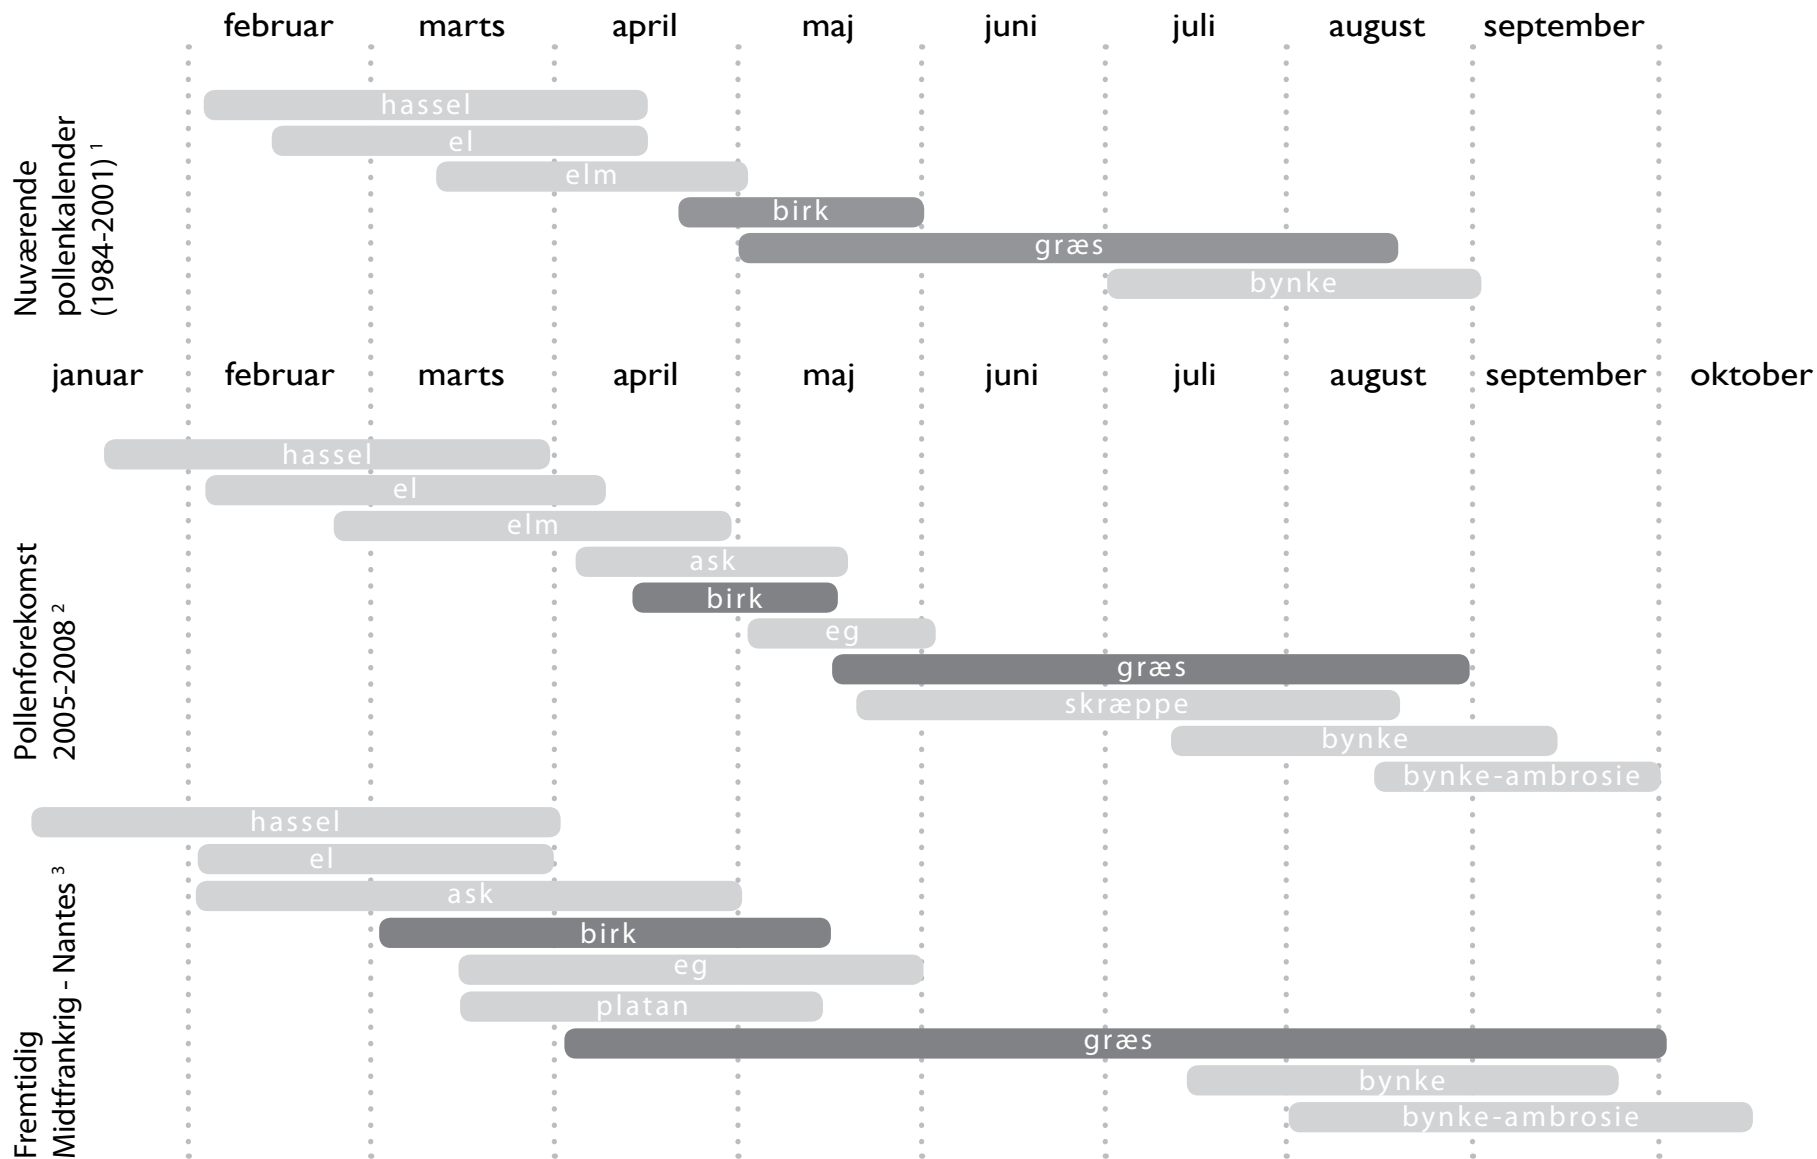 februar marts april maj juni juli august september
Nuværende
pollenkalender
(1984-2001) 1
hassel
el
elm
birk
græs
bynke
januar februar marts april maj juni juli august september oktober
Pollenforekomst
2005-2008 2
hassel
el
elm
ask
birk
eg
græs
skræppe
bynke
bynke-ambrosie
Fremtidig
Midtfrankrig - Nantes 3
hassel
el
ask
birk
eg
platan
græs
bynke
bynke-ambrosie